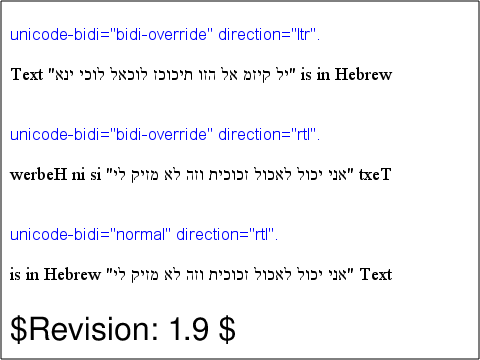 unicode-bidi="bidi-override" direction="ltr".
Text "יל קיזמ אל הזו תיכוכז לוכאל לוכי ינא" is in Hebrew
unicode-bidi="bidi-override" direction="rtl".
werbeH ni si "אני יכול לאכול זכוכית וזה לא מזיק לי" txeT
unicode-bidi="normal" direction="rtl".
is in Hebrew "אני יכול לאכול זכוכית וזה לא מזיק לי" Text
$Revision: 1.9 $